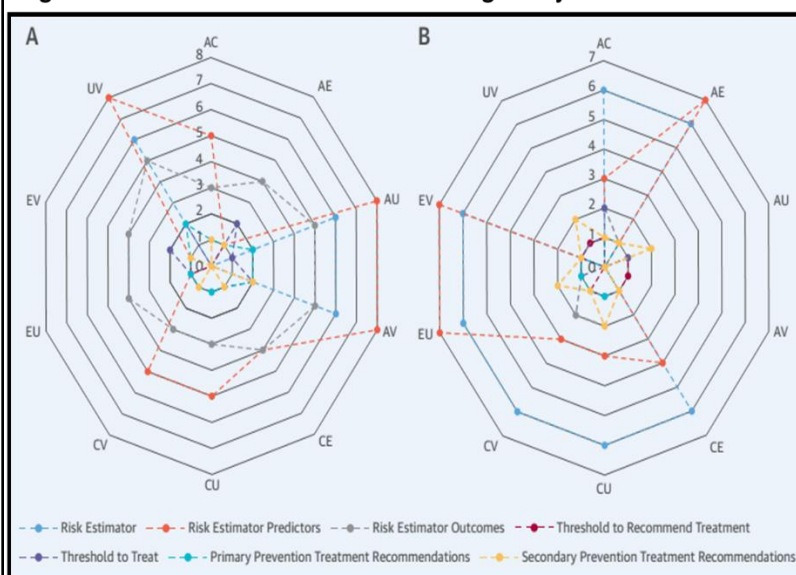 A
B
AC
AE
AU
AV
CE
CU
CV
EU
EV
UV
8
7
6
5
4
3
2
1
0
AC
AE
AU
AV
CE
CU
CV
EU
EV
UV
7
6
5
4
3
2
1
0
Risk Estimator Risk Estimator Predictors Risk Estimator Outcomes Threshold to Recommend Treatment
Threshold to Treat Primary Prevention Treatment Recommendations Secondary Prevention Treatment Recommendations